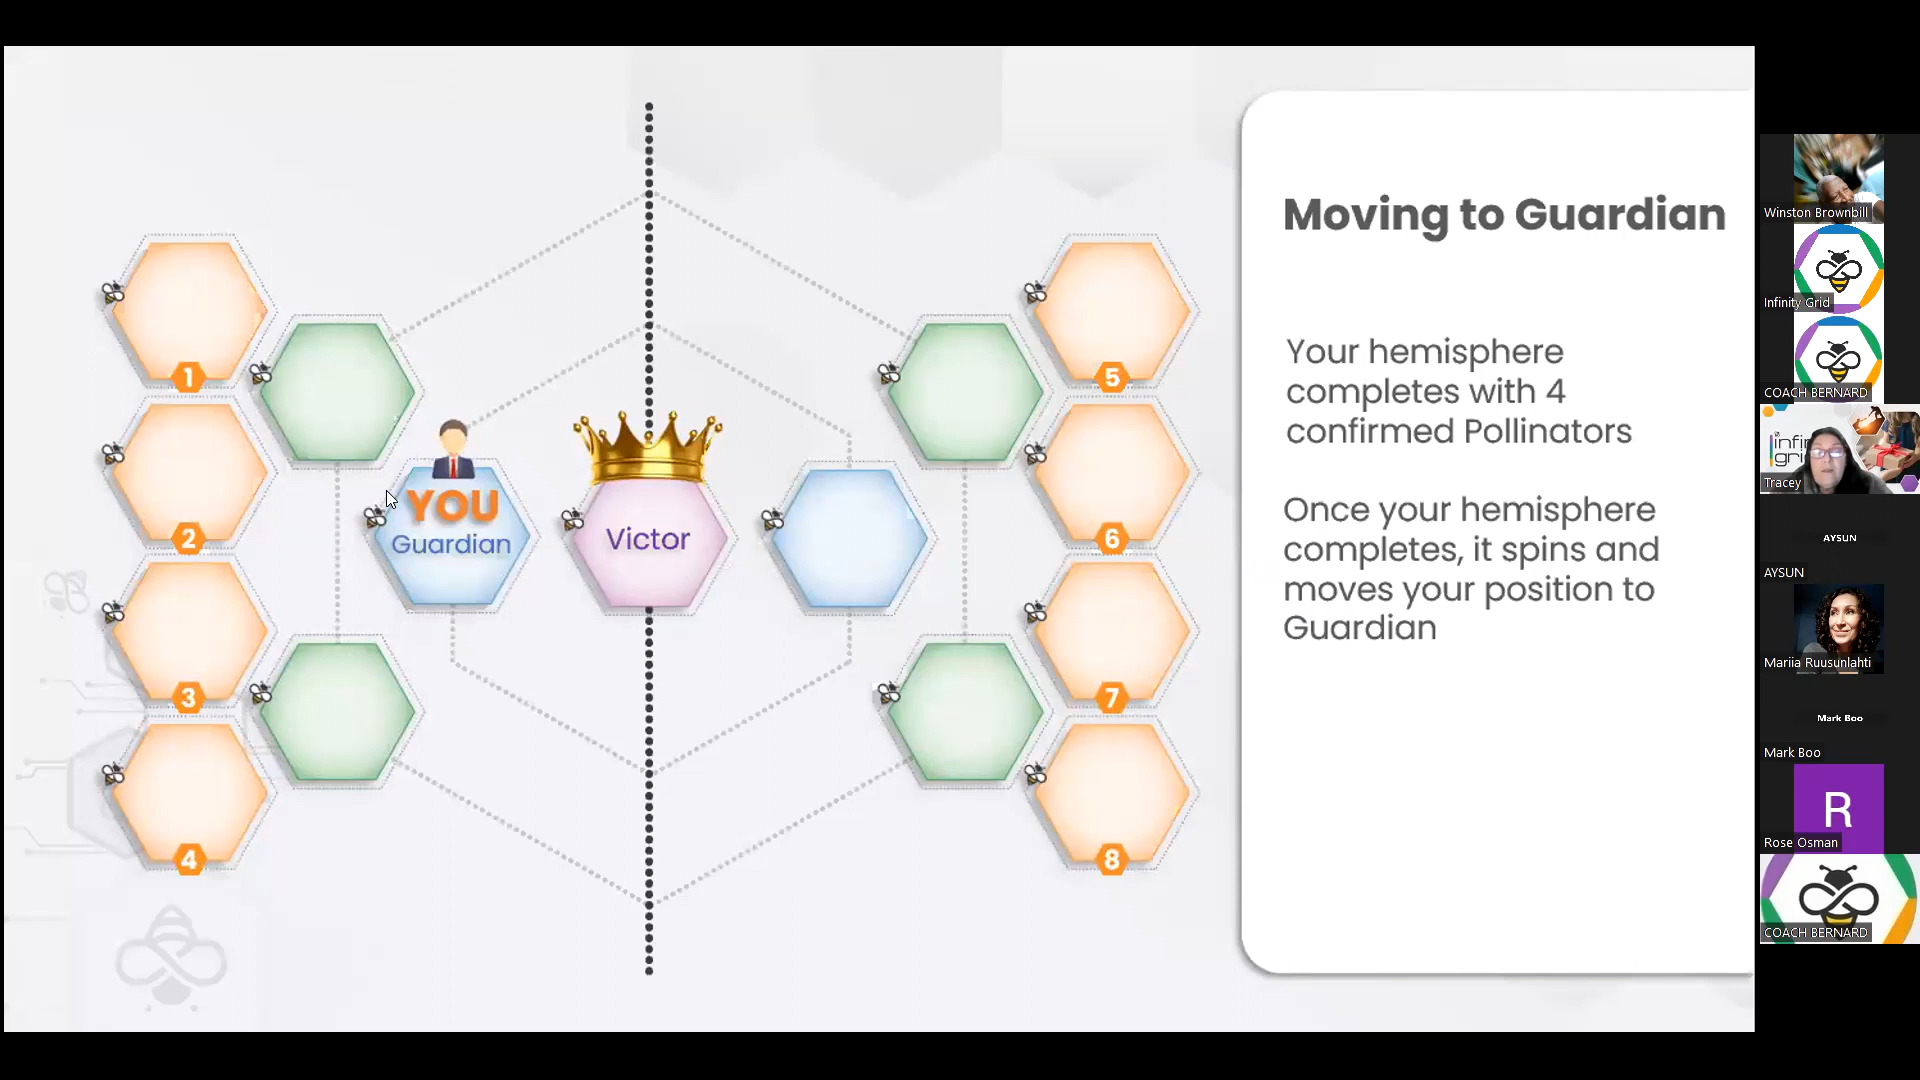 1
2
3
4
YOU
Guardian
Victor
5
6
7
8
Moving to Guardian
Your hemisphere
completes with 4
confirmed Pollinators
Once your hemisphere
completes, it spins and
moves your position to
Guardian
Winston Brownbill
Infinity Grid
COACH BERNARD
Tracey
AYSUN
AYSUN
Mariia Ruusunlahti
Mark Boo
Mark Boo
R
Rose Osman
COACH BERNARD